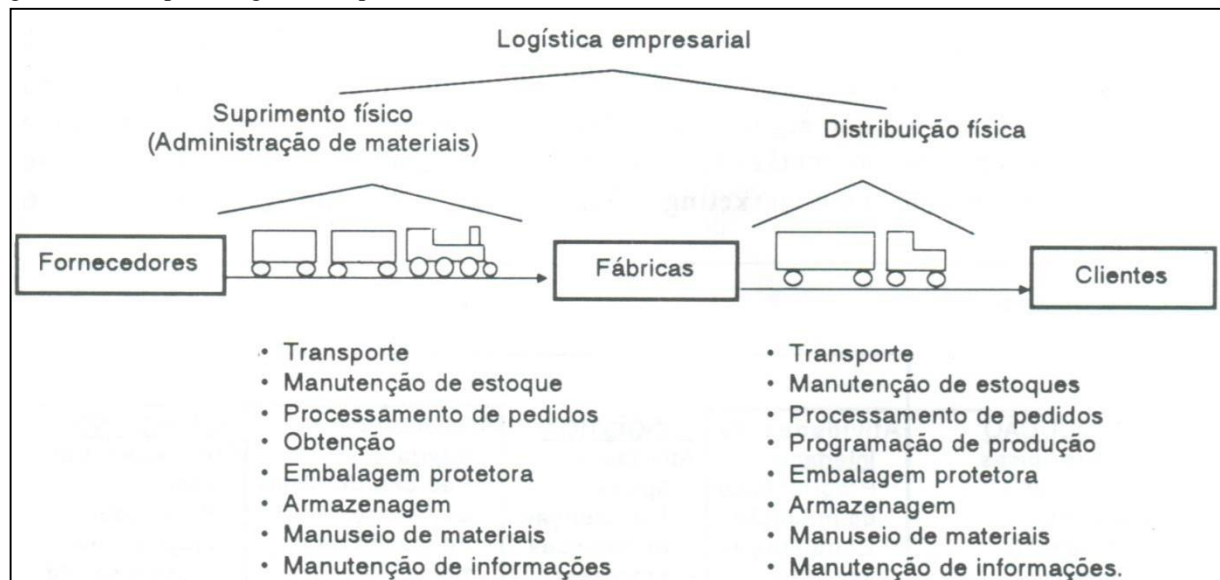 Logística empresarial
Suprimento físico
(Administração de materiais)
Distribuição física
Fornecedores
Fábricas
Clientes
• Transporte
• Manutenção de estoque
• Processamento de pedidos
• Obtenção
• Embalagem protetora
• Armazenagem
• Manuseio de materiais
• Manutenção de informações
• Transporte
• Manutenção de estoques
• Processamento de pedidos
• Programação de produção
• Embalagem protetora
• Armazenagem
• Manuseio de materiais
• Manutenção de informações.